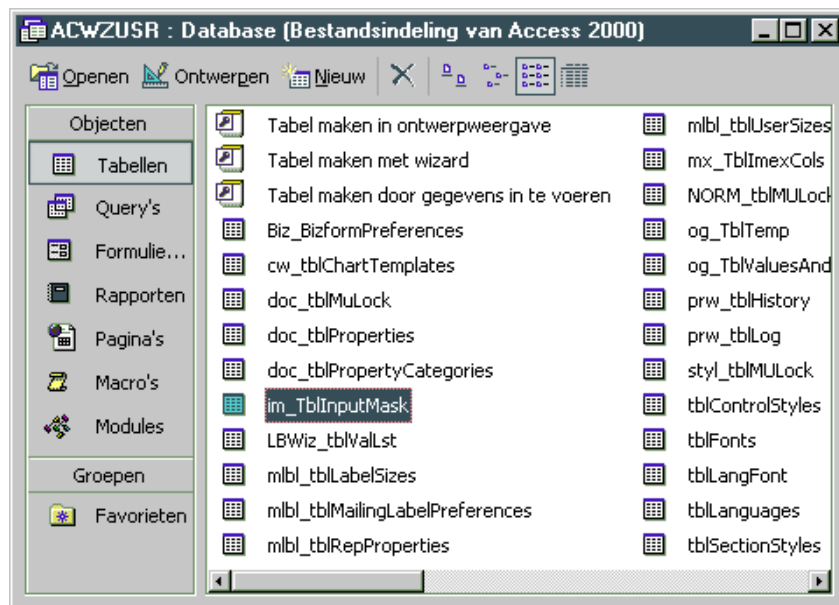 ACWZUSR : Database (Bestandsindeling van Access 2000)
Openen Ontwerpen Nieuw
Objecten
Tabellen
Query's
Formulie...
Rapporten
Pagina's
Macro's
Modules
Groepen
Favorieten
Tabel maken in ontwerpweergave
Tabel maken met wizard
Tabel maken door gegevens in te voeren
Biz_BizformPreferences
cw_tblChartTemplates
doc_tblMuLock
doc_tblProperties
doc_tblPropertyCategories
im_TblInputMask
LBWiz_tblValLst
mlbl_tblLabelSizes
mlbl_tblMailingLabelPreferences
mlbl_tblRepProperties
mlbl_tblUserSizes
mx_TblImexCols
NORM_tblMULock
og_TblTemp
og_TblValuesAnd
prw_tblHistory
prw_tblLog
styl_tblMULock
tblControlStyles
tblFonts
tblLangFont
tblLanguages
tblSectionStyles